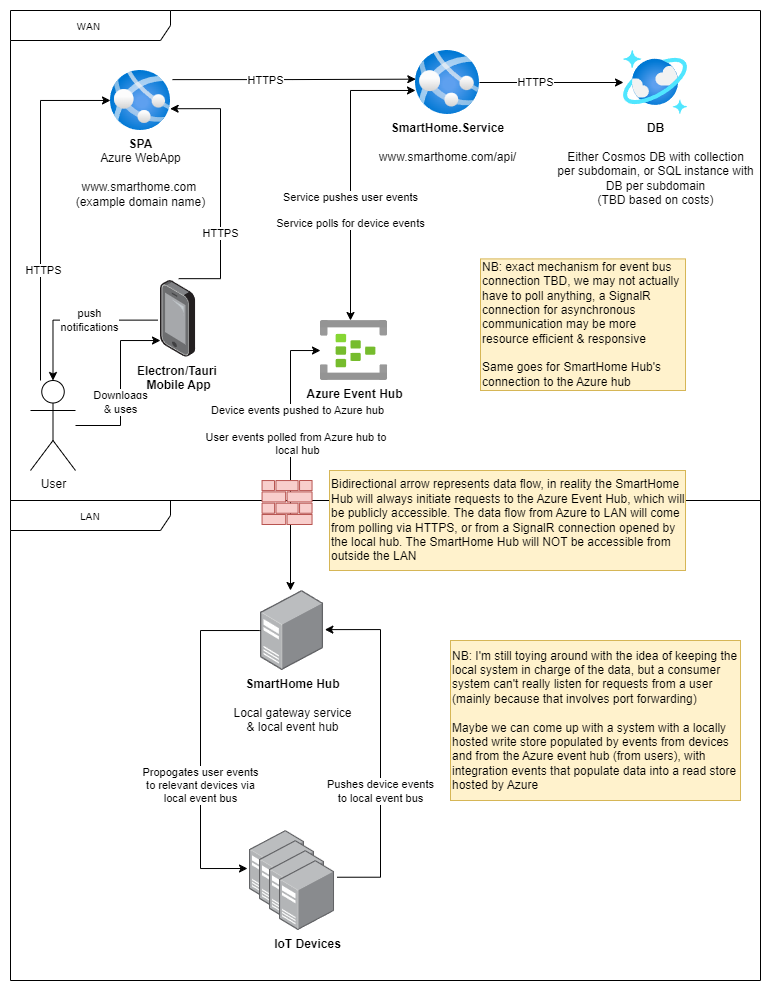 WAN
HTTPS
HTTPS
SPA
Azure WebApp
www.smarthome.com
(example domain name)
SmartHome.Service
www.smarthome.com/api/
DB
Either Cosmos DB with collection
per subdomain, or SQL instance with
DB per subdomain
(TBD based on costs)
Service pushes user events
Service polls for device events
HTTPS
HTTPS
NB: exact mechanism for event bus
connection TBD, we may not actually
have to poll anything, a SignalR
connection for asynchronous
communication may be more
resource efficient & responsive
Same goes for SmartHome Hub's
connection to the Azure hub
push
notifications
Electron/Tauri
Mobile App
Downloads
& uses
User
Azure Event Hub
Device events pushed to Azure hub
User events polled from Azure hub to
local hub
Bidirectional arrow represents data flow, in reality the SmartHome
Hub will always initiate requests to the Azure Event Hub, which will
be publicly accessible. The data flow from Azure to LAN will come
from polling via HTTPS, or from a SignalR connection opened by
the local hub. The SmartHome Hub will NOT be accessible from
outside the LAN
LAN
SmartHome Hub
Local gateway service
& local event hub
NB: I'm still toying around with the idea of keeping the
local system in charge of the data, but a consumer
system can't really listen for requests from a user
(mainly because that involves port forwarding)
Maybe we can come up with a system with a locally
hosted write store populated by events from devices
and from the Azure event hub (from users), with
integration events that populate data into a read store
hosted by Azure
Propogates user events
to relevant devices via
local event bus
Pushes device events
to local event bus
IoT Devices